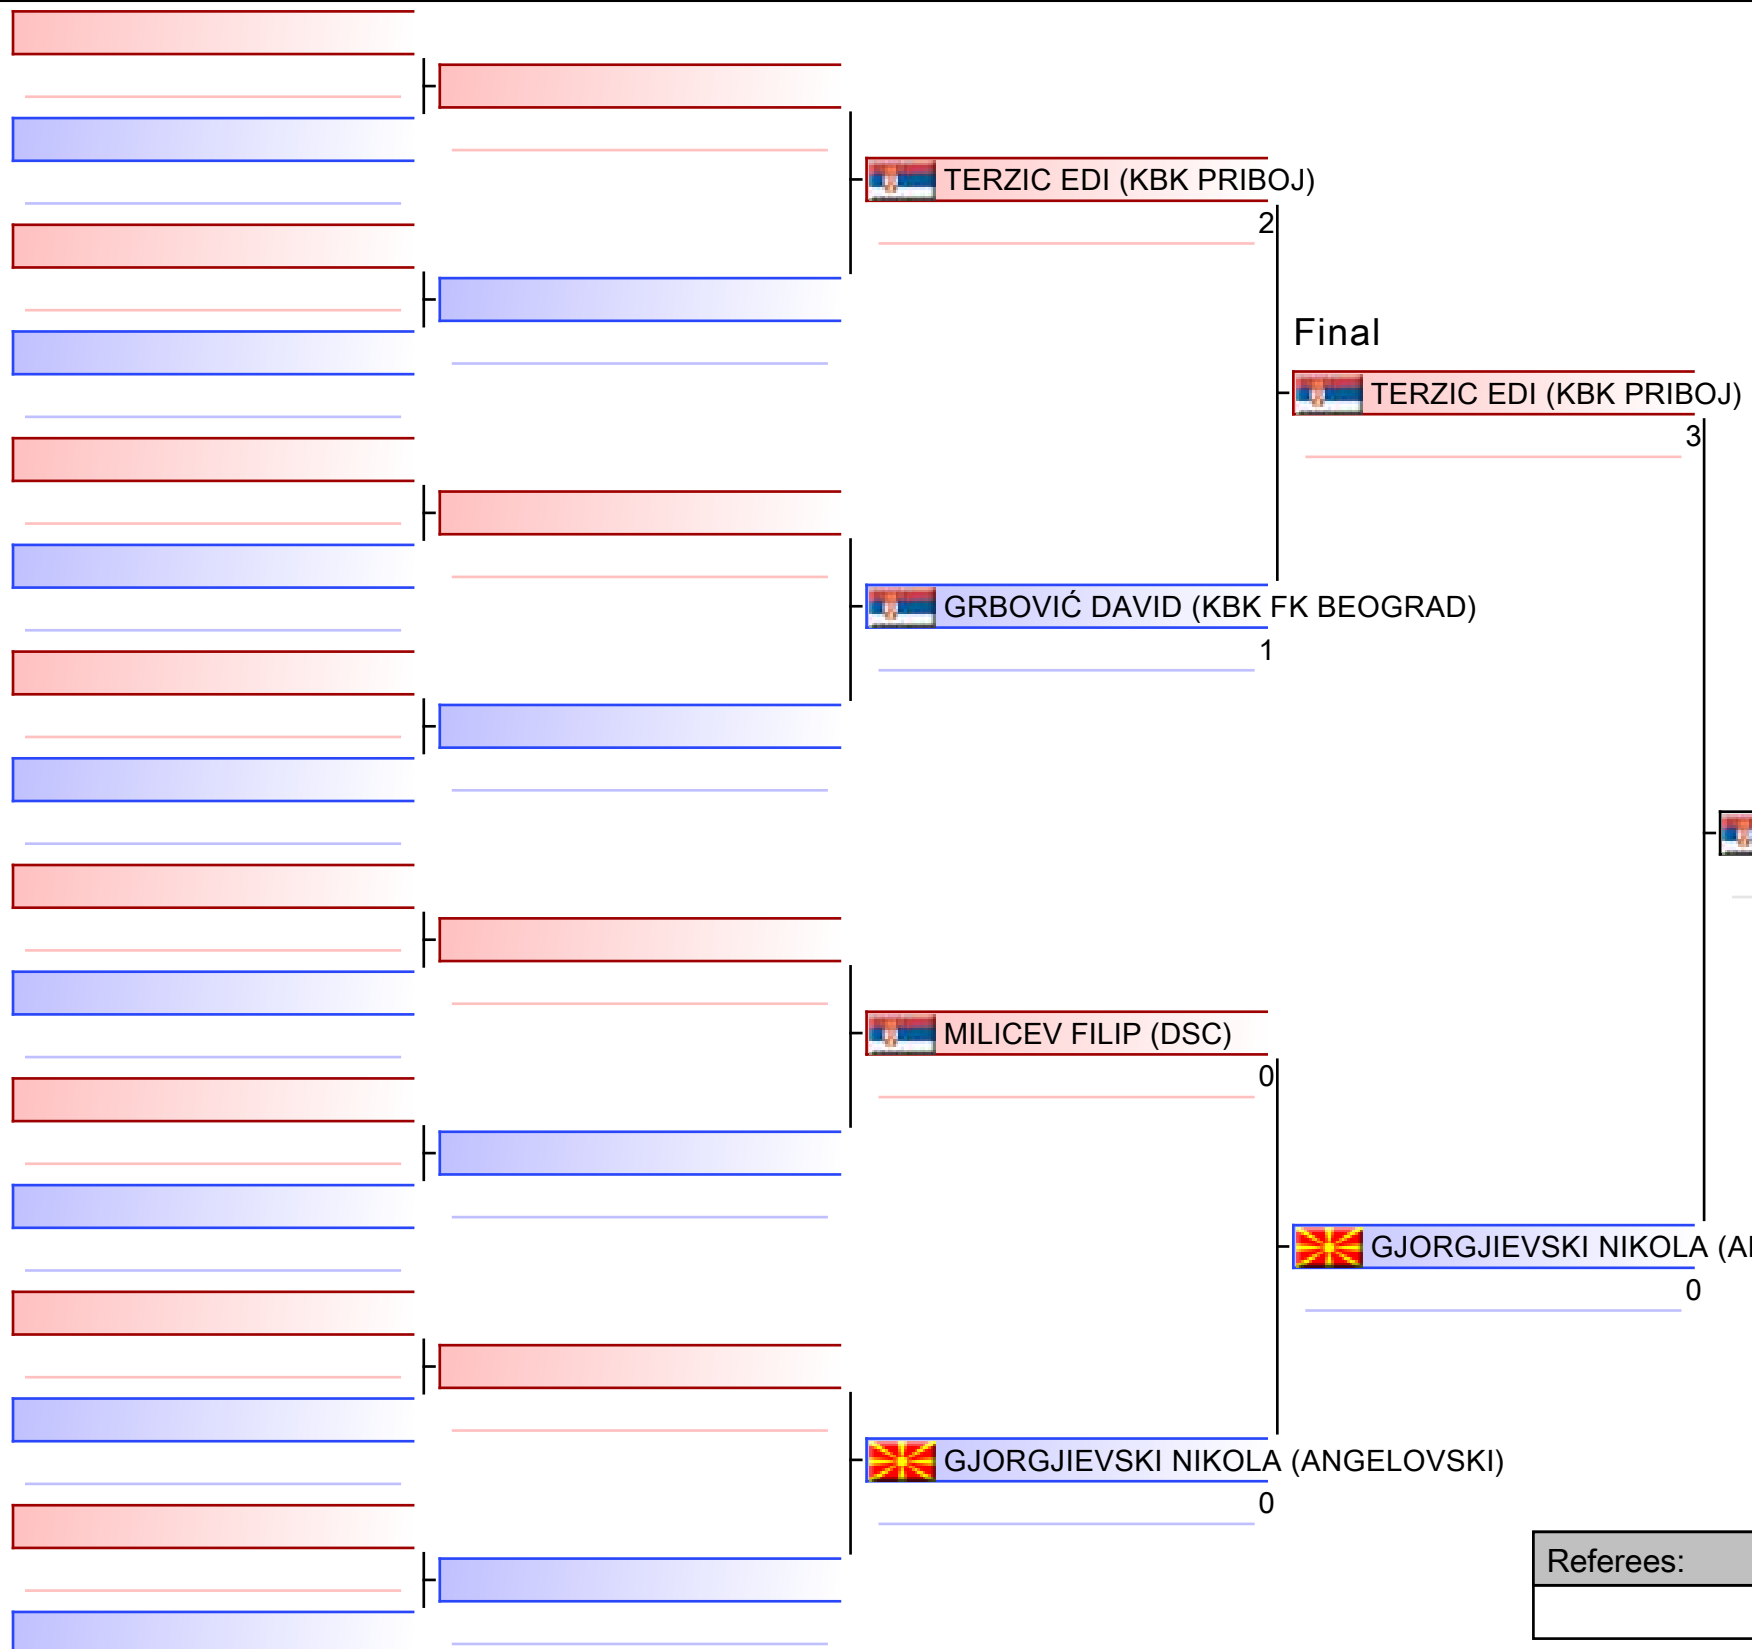 TERZIC EDI (KBK PRIBOJ)
2
Final
TERZIC EDI (KBK PRIBOJ)
3
GRBOVIĆ DAVID (KBK FK BEOGRAD)
1
MILICEV FILIP (DSC)
0
GJORGJIEVSKI NIKOLA
0
GJORGJIEVSKI NIKOLA (ANGELOVSKI)
0
Referees: